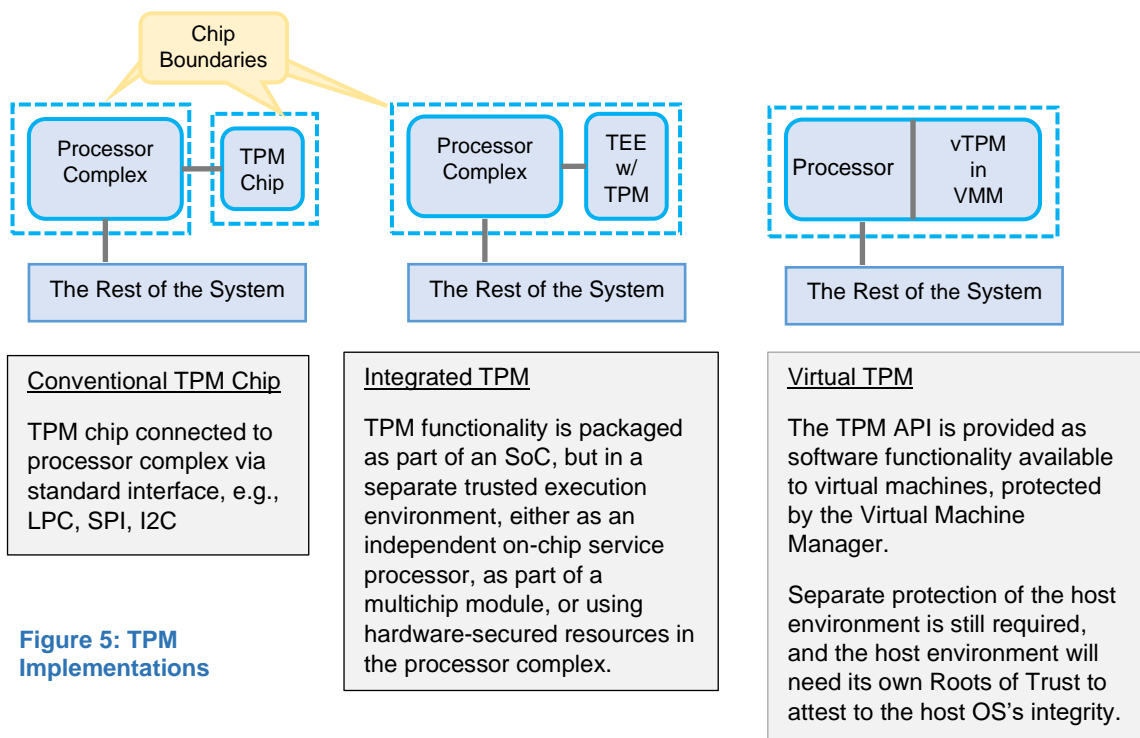 Chip
Boundaries
Processor
Complex
TPM
Chip
The Rest of the System
Processor
Complex
TEE
w/
TPM
The Rest of the System
Processor
vTPM
in
VMM
The Rest of the System
Conventional TPM Chip
TPM chip connected to
processor complex via
standard interface, e.g.,
LPC, SPI, I2C
Figure 5: TPM
Implementations
Integrated TPM
TPM functionality is packaged
as part of an SoC, but in a
separate trusted execution
environment, either as an
independent on-chip service
processor, as part of a
multichip module, or using
hardware-secured resources in
the processor complex.
Virtual TPM
The TPM API is provided as
software functionality available
to virtual machines, protected
by the Virtual Machine
Manager.
Separate protection of the host
environment is still required,
and the host environment will
need its own Roots of Trust to
attest to the host OS's integrity.